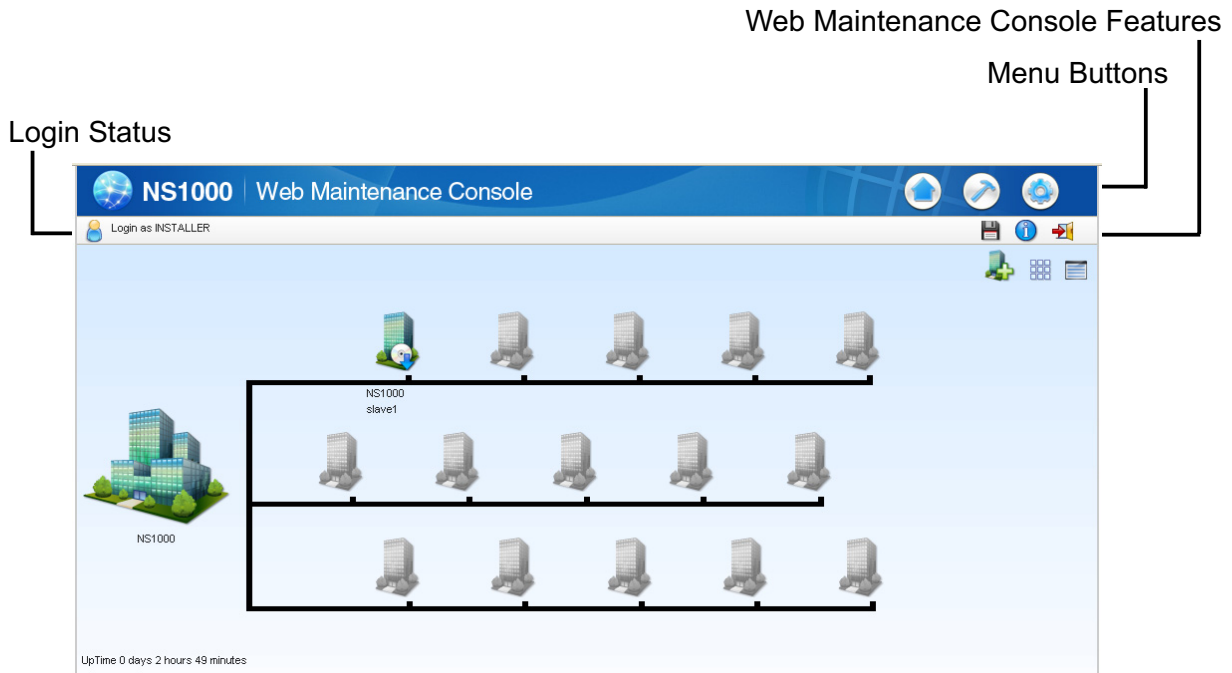 Web Maintenance Console Features
Menu Buttons
Login Status
NS1000 Web Maintenance Console
Login as INSTALLER
NS1000
slave1
NS1000
UpTime 0 days 2 hours 49 minutes